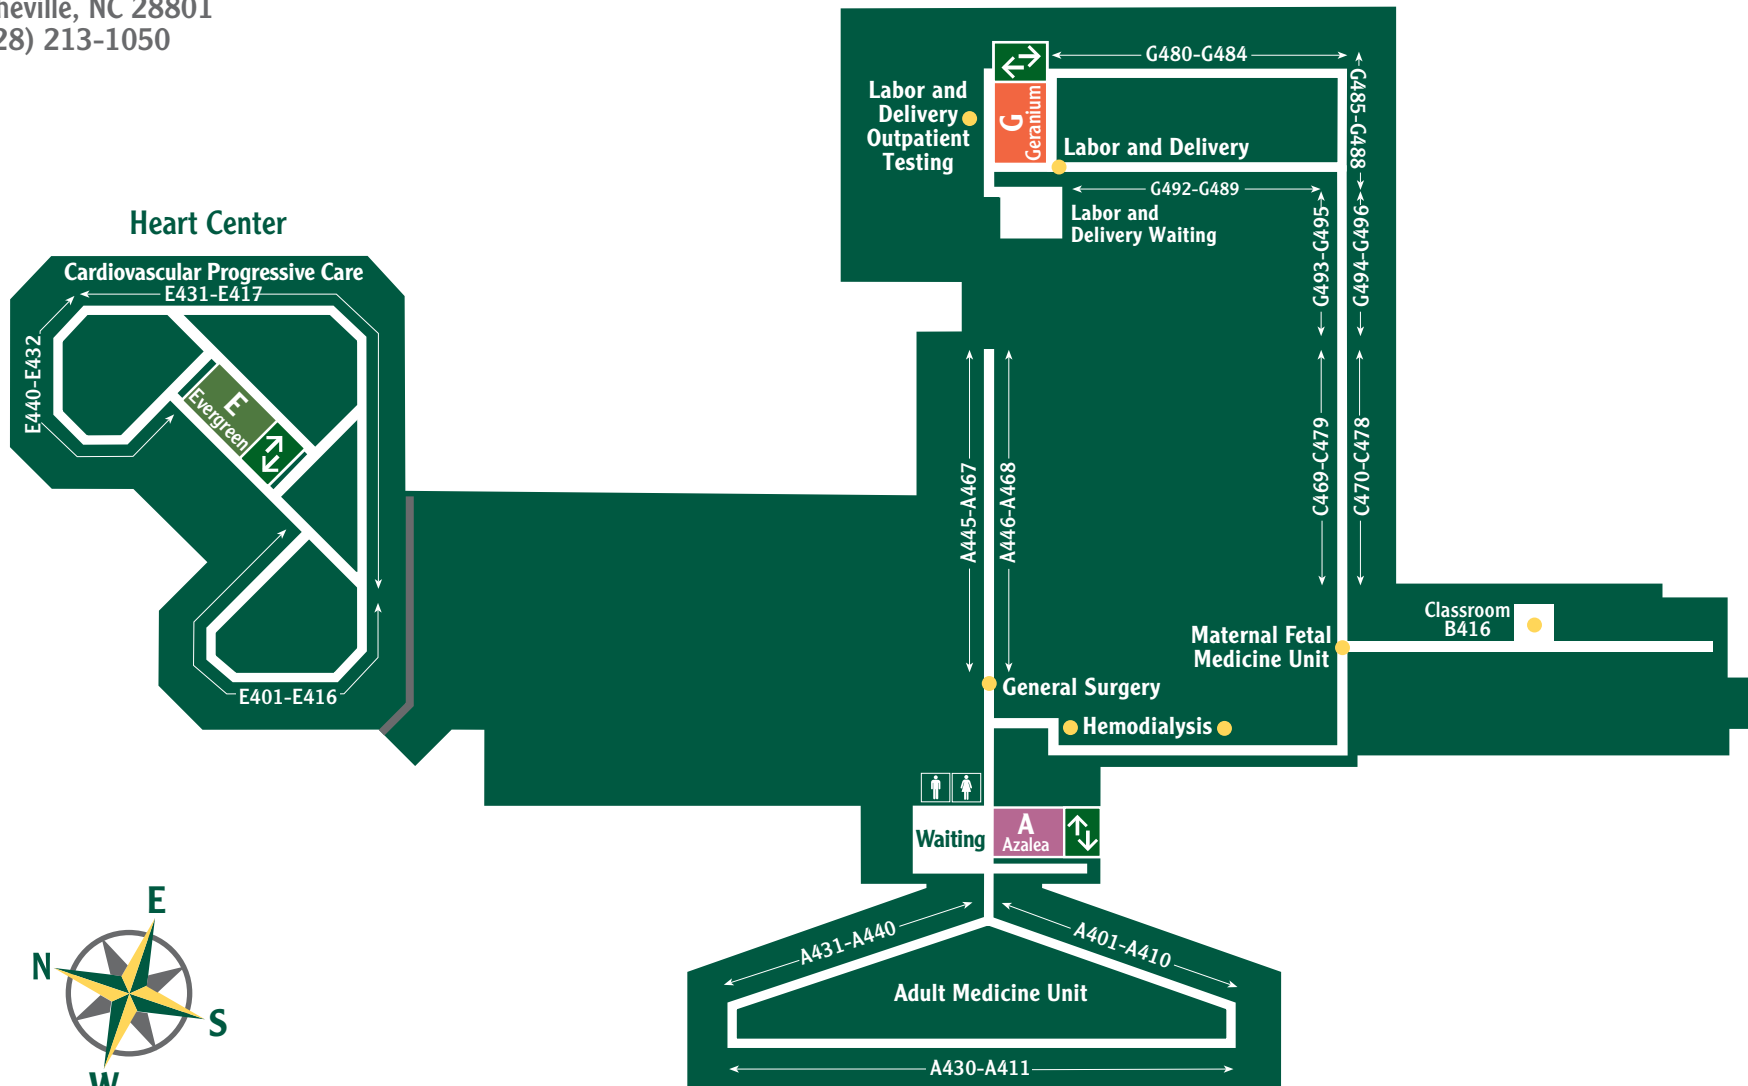 neville, NC 28801
28) 213-1050
G480-G484
G485-G488
Labor and
Delivery
Outpatient
Testing
G
Geranium
Labor and Delivery
G492-G489
Labor and
Delivery Waiting
G493-G495
G494-G496
Heart Center
Cardiovascular Progressive Care
E431-E417
E440-E432
E
Evergreen
E401-E416
A445-A467
A446-A468
C469-C479
C470-C478
Classroom
B416
Maternal Fetal
Medicine Unit
General Surgery
Hemodialysis
Waiting
A
Azalea
A431-A440
A401-A410
Adult Medicine Unit
A430-A411
E
N
S
W